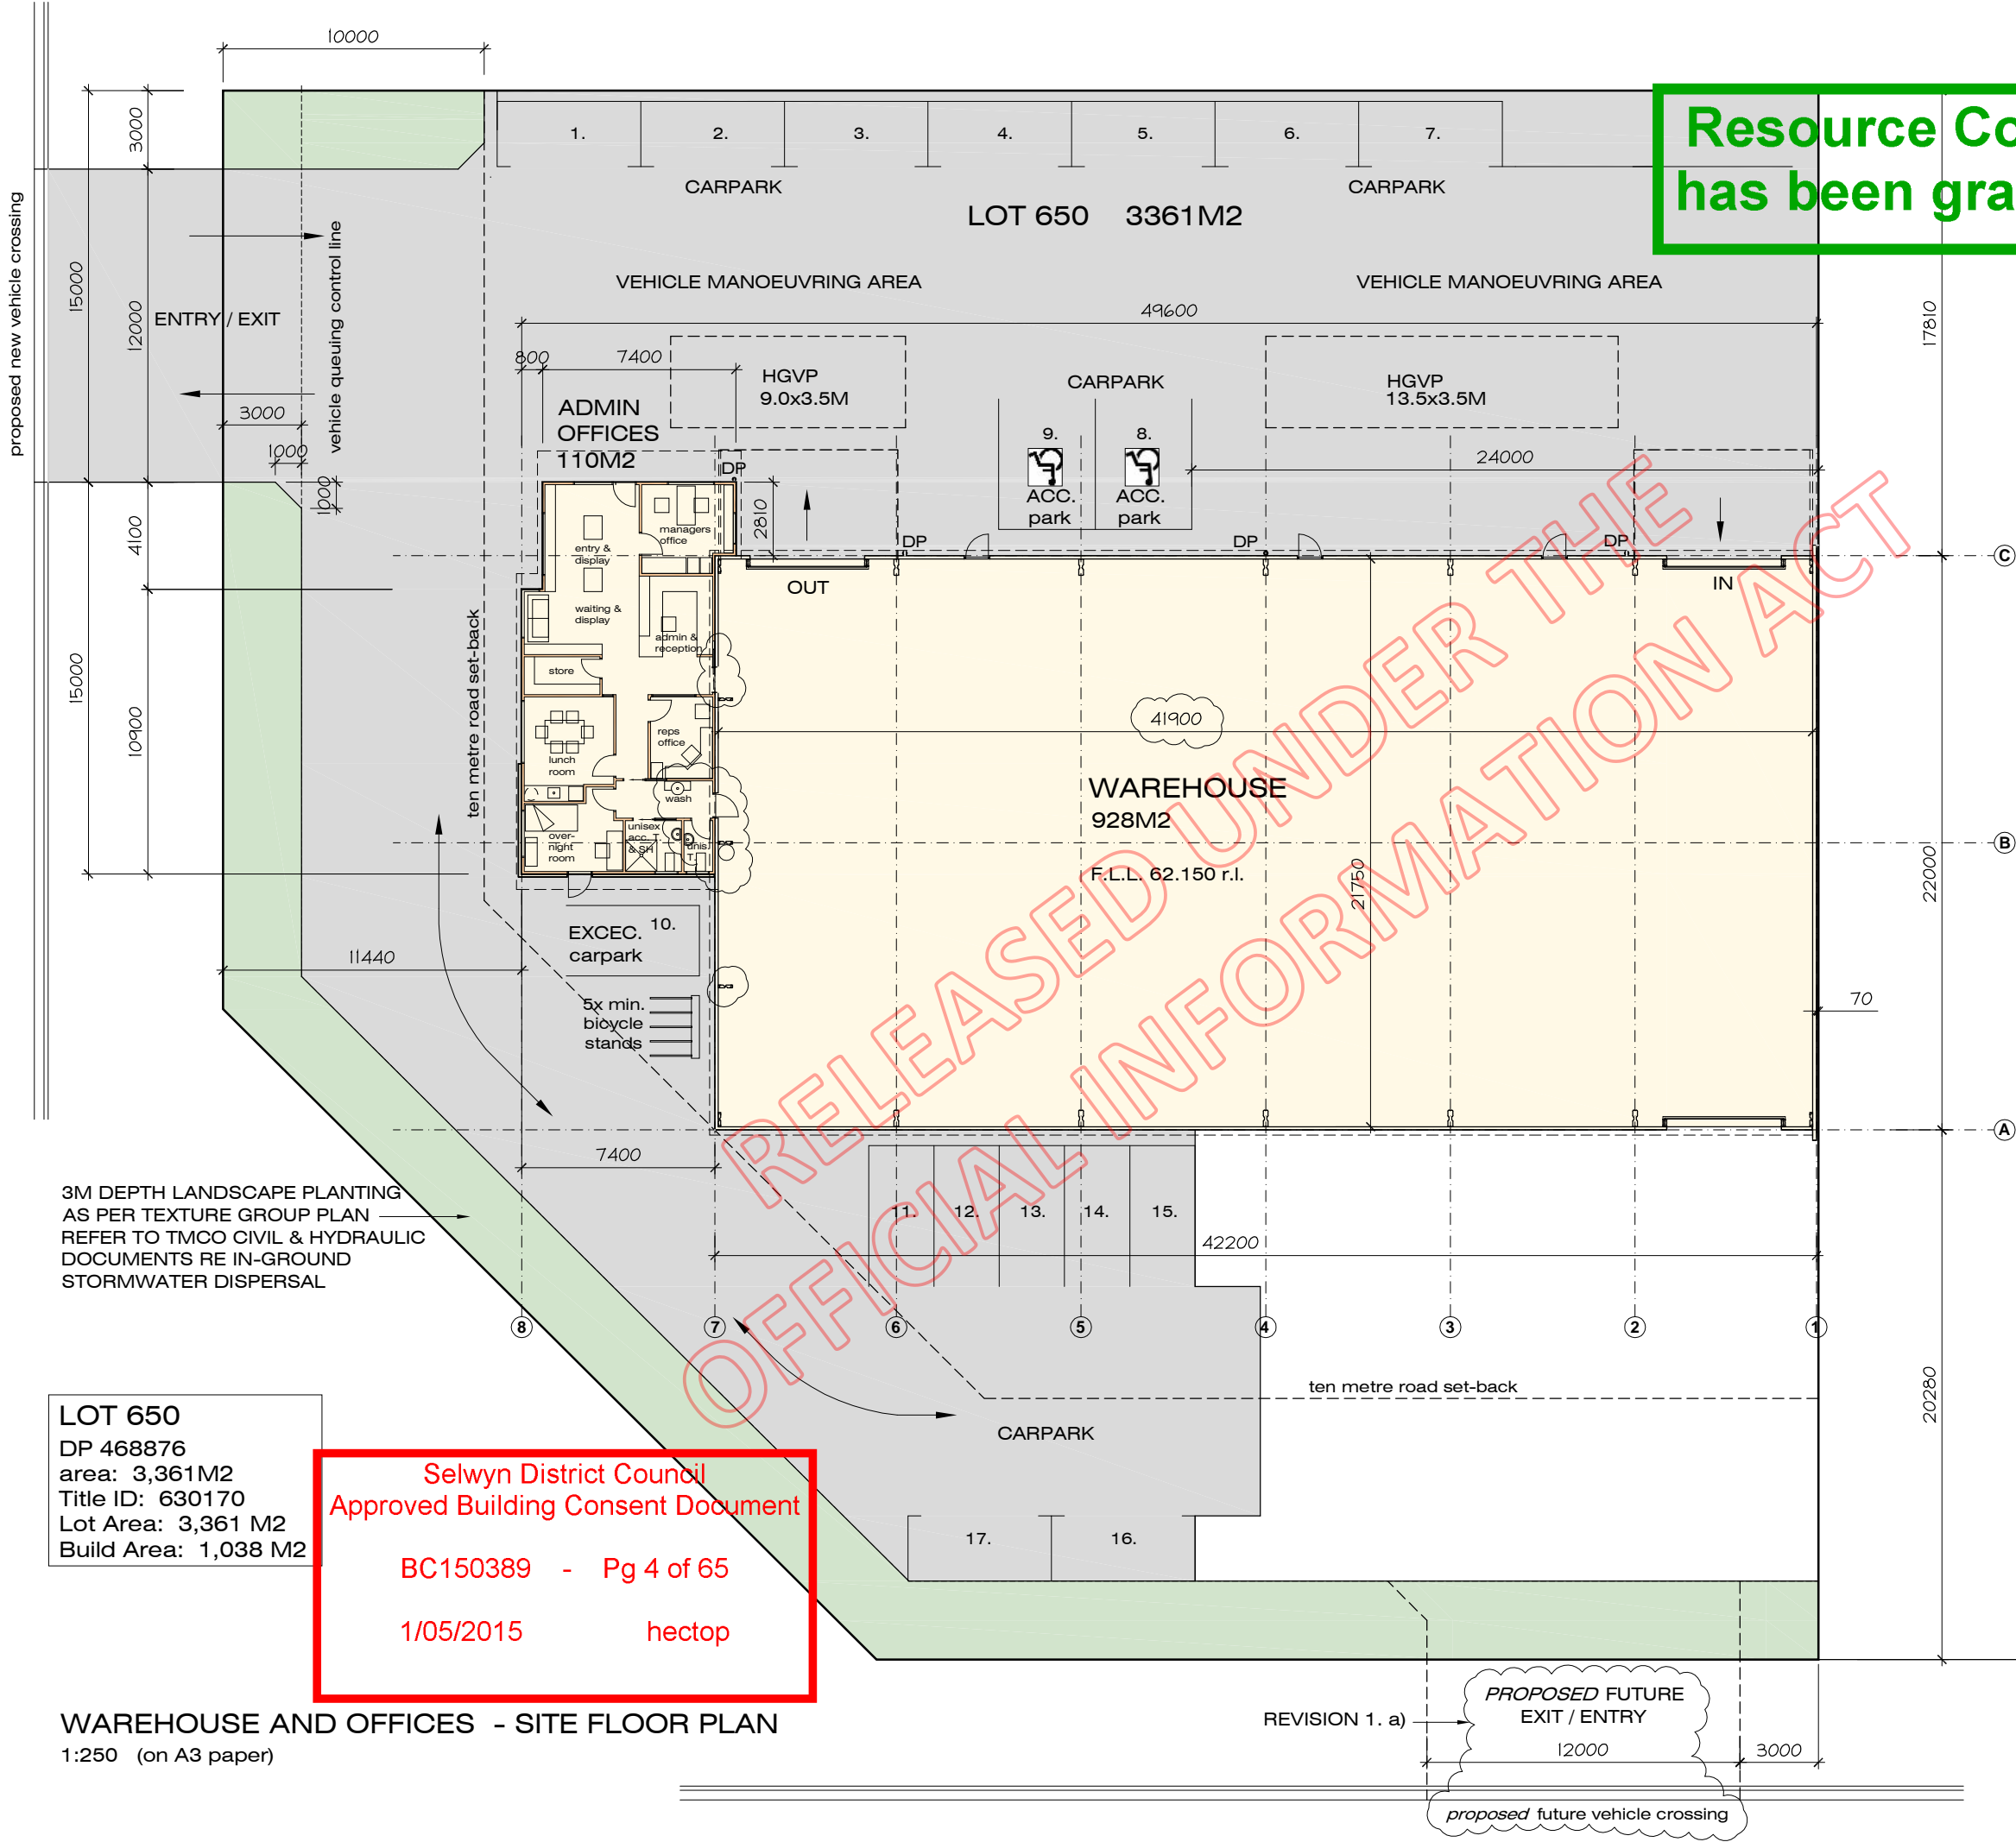 10000
3000
15000
12000
proposed new vehicle crossing
ENTRY / EXIT
vehicle queuing control line
3000
1000
1000
4100
15000
10900
1.
2.
3.
4.
5.
6.
7.
CARPARK
CARPARK
LOT 650 3361M2
Resource Co
has been gra
VEHICLE MANOEUVRING AREA
VEHICLE MANOEUVRING AREA
49600
17810
800
7400
HGVP
9.0x3.5M
CARPARK
HGVP
13.5x3.5M
ADMIN
OFFICES
110M2
DP
9.
8.
ACC.
park
ACC.
park
24000
2810
DP
DP
DP
OUT
IN
C
managers
office
entry &
display
waiting &
display
admin &
reception
store
reps
office
lunch
room
wash
over-
night
room
unisex
acc. T.
& SH
unis.
T.
ten metre road set-back
41900
WAREHOUSE
928M2
F.L.L. 62.150 r.l.
21750
22000
B
EXCEC.
carpark
10.
11440
5x min.
bicycle
stands
70
A
7400
RELEASED UNDER THE
OFFICIAL INFORMATION ACT
3M DEPTH LANDSCAPE PLANTING
AS PER TEXTURE GROUP PLAN
REFER TO TMCO CIVIL & HYDRAULIC
DOCUMENTS RE IN-GROUND
STORMWATER DISPERSAL
11.
12.
13.
14.
15.
42200
8
7
6
5
4
3
2
1
ten metre road set-back
20280
CARPARK
17.
16.
LOT 650
DP 468876
area: 3,361M2
Title ID: 630170
Lot Area: 3,361 M2
Build Area: 1,038 M2
Selwyn District Council
Approved Building Consent Document
BC150389 - Pg 4 of 65
1/05/2015 hectop
WAREHOUSE AND OFFICES - SITE FLOOR PLAN
1:250 (on A3 paper)
REVISION 1. a)
PROPOSED FUTURE
EXIT / ENTRY
12000
3000
proposed future vehicle crossing